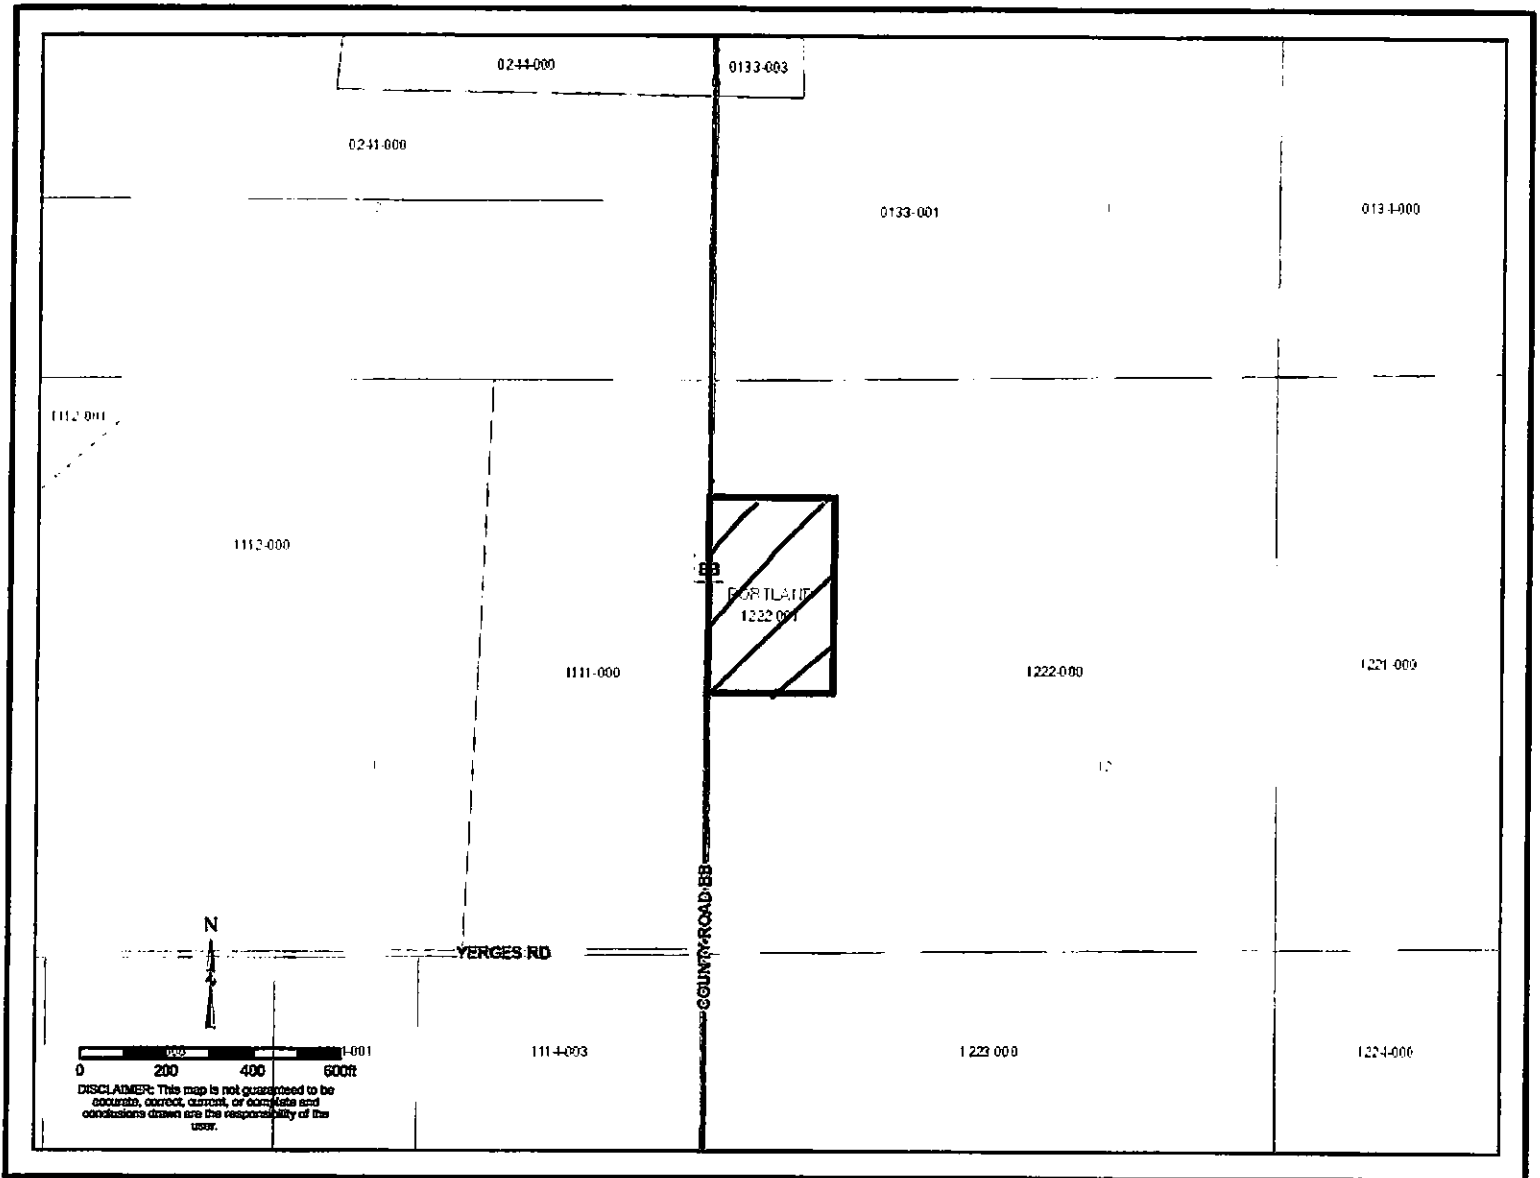 0244-000
0133-003
0241-000
0133-001
0134-000
1112-001
1112-000
BB
PORTLAND
1222-001
1111-000
1222-000
1221-000
12
N
YERGES RD
COUNTY ROAD BB
-001
1114-003
1223-000
1224-000
0 200 400 600ft
DISCLAIMER: This map is not guaranteed to be
accurate, correct, current, or complete and
conclusions drawn are the responsibility of the
user.